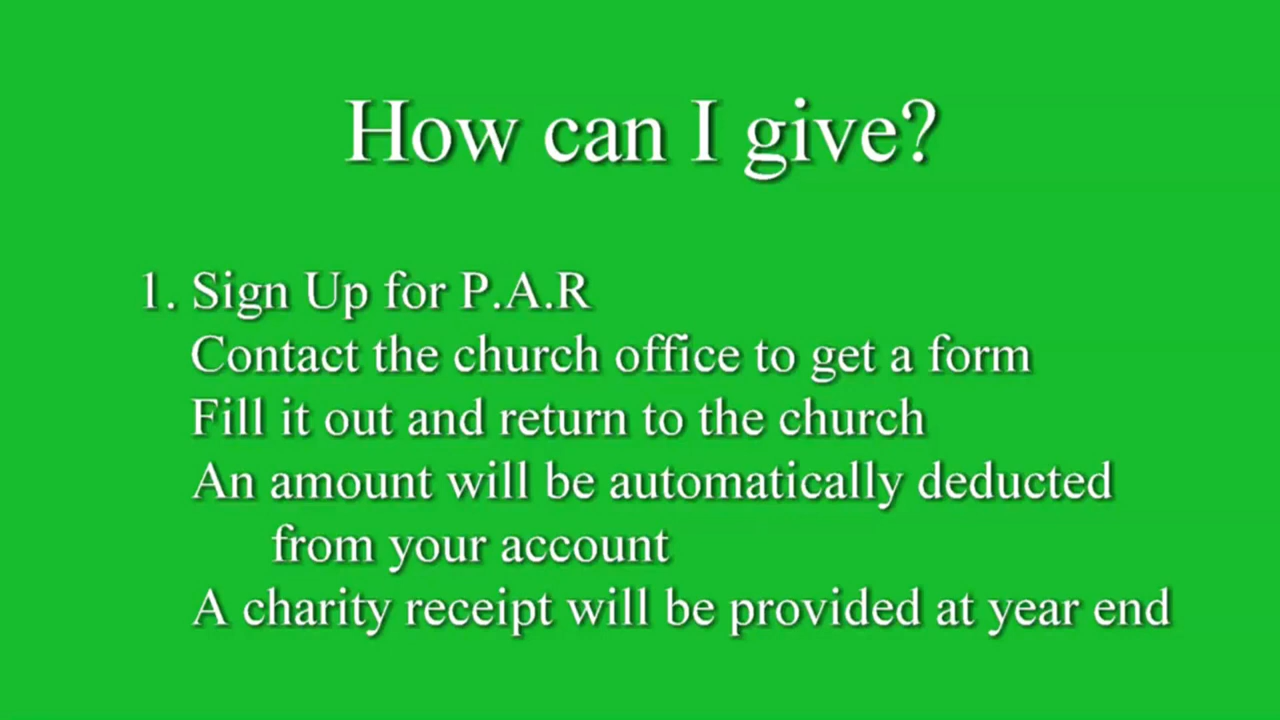 How can I give?
1. Sign Up for P.A.R
Contact the church office to get a form
Fill it out and return to the church
An amount will be automatically deducted
from your account
A charity receipt will be provided at year end